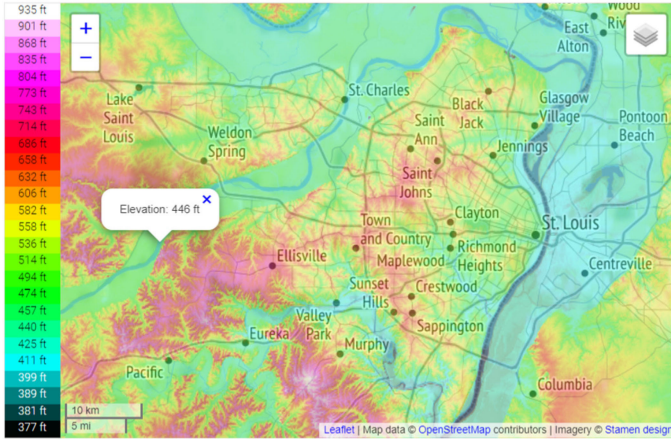 935 ft
901 ft
868 ft
835 ft
804 ft
773 ft
743 ft
714 ft
686 ft
658 ft
632 ft
606 ft
582 ft
558 ft
536 ft
514 ft
494 ft
474 ft
457 ft
440 ft
425 ft
411 ft
399 ft
389 ft
381 ft
377 ft
+
−
Wood
Riv
East
Alton
Lake
Saint
Louis
St. Charles
Black
Jack
Glasgow
Village
Pontoon
Beach
Weldon
Spring
Saint
Ann
Jennings
Saint
Johns
Elevation: 446 ft
×
Town
and Country
Clayton
St. Louis
Ellisville
Maplewood
Richmond
Heights
Centreville
Sunset
Hills
Crestwood
Valley
Park
Sappington
Eureka
Murphy
Pacific
Columbia
10 km
5 mi
Leaflet | Map data © OpenStreetMap contributors | Imagery © Stamen design